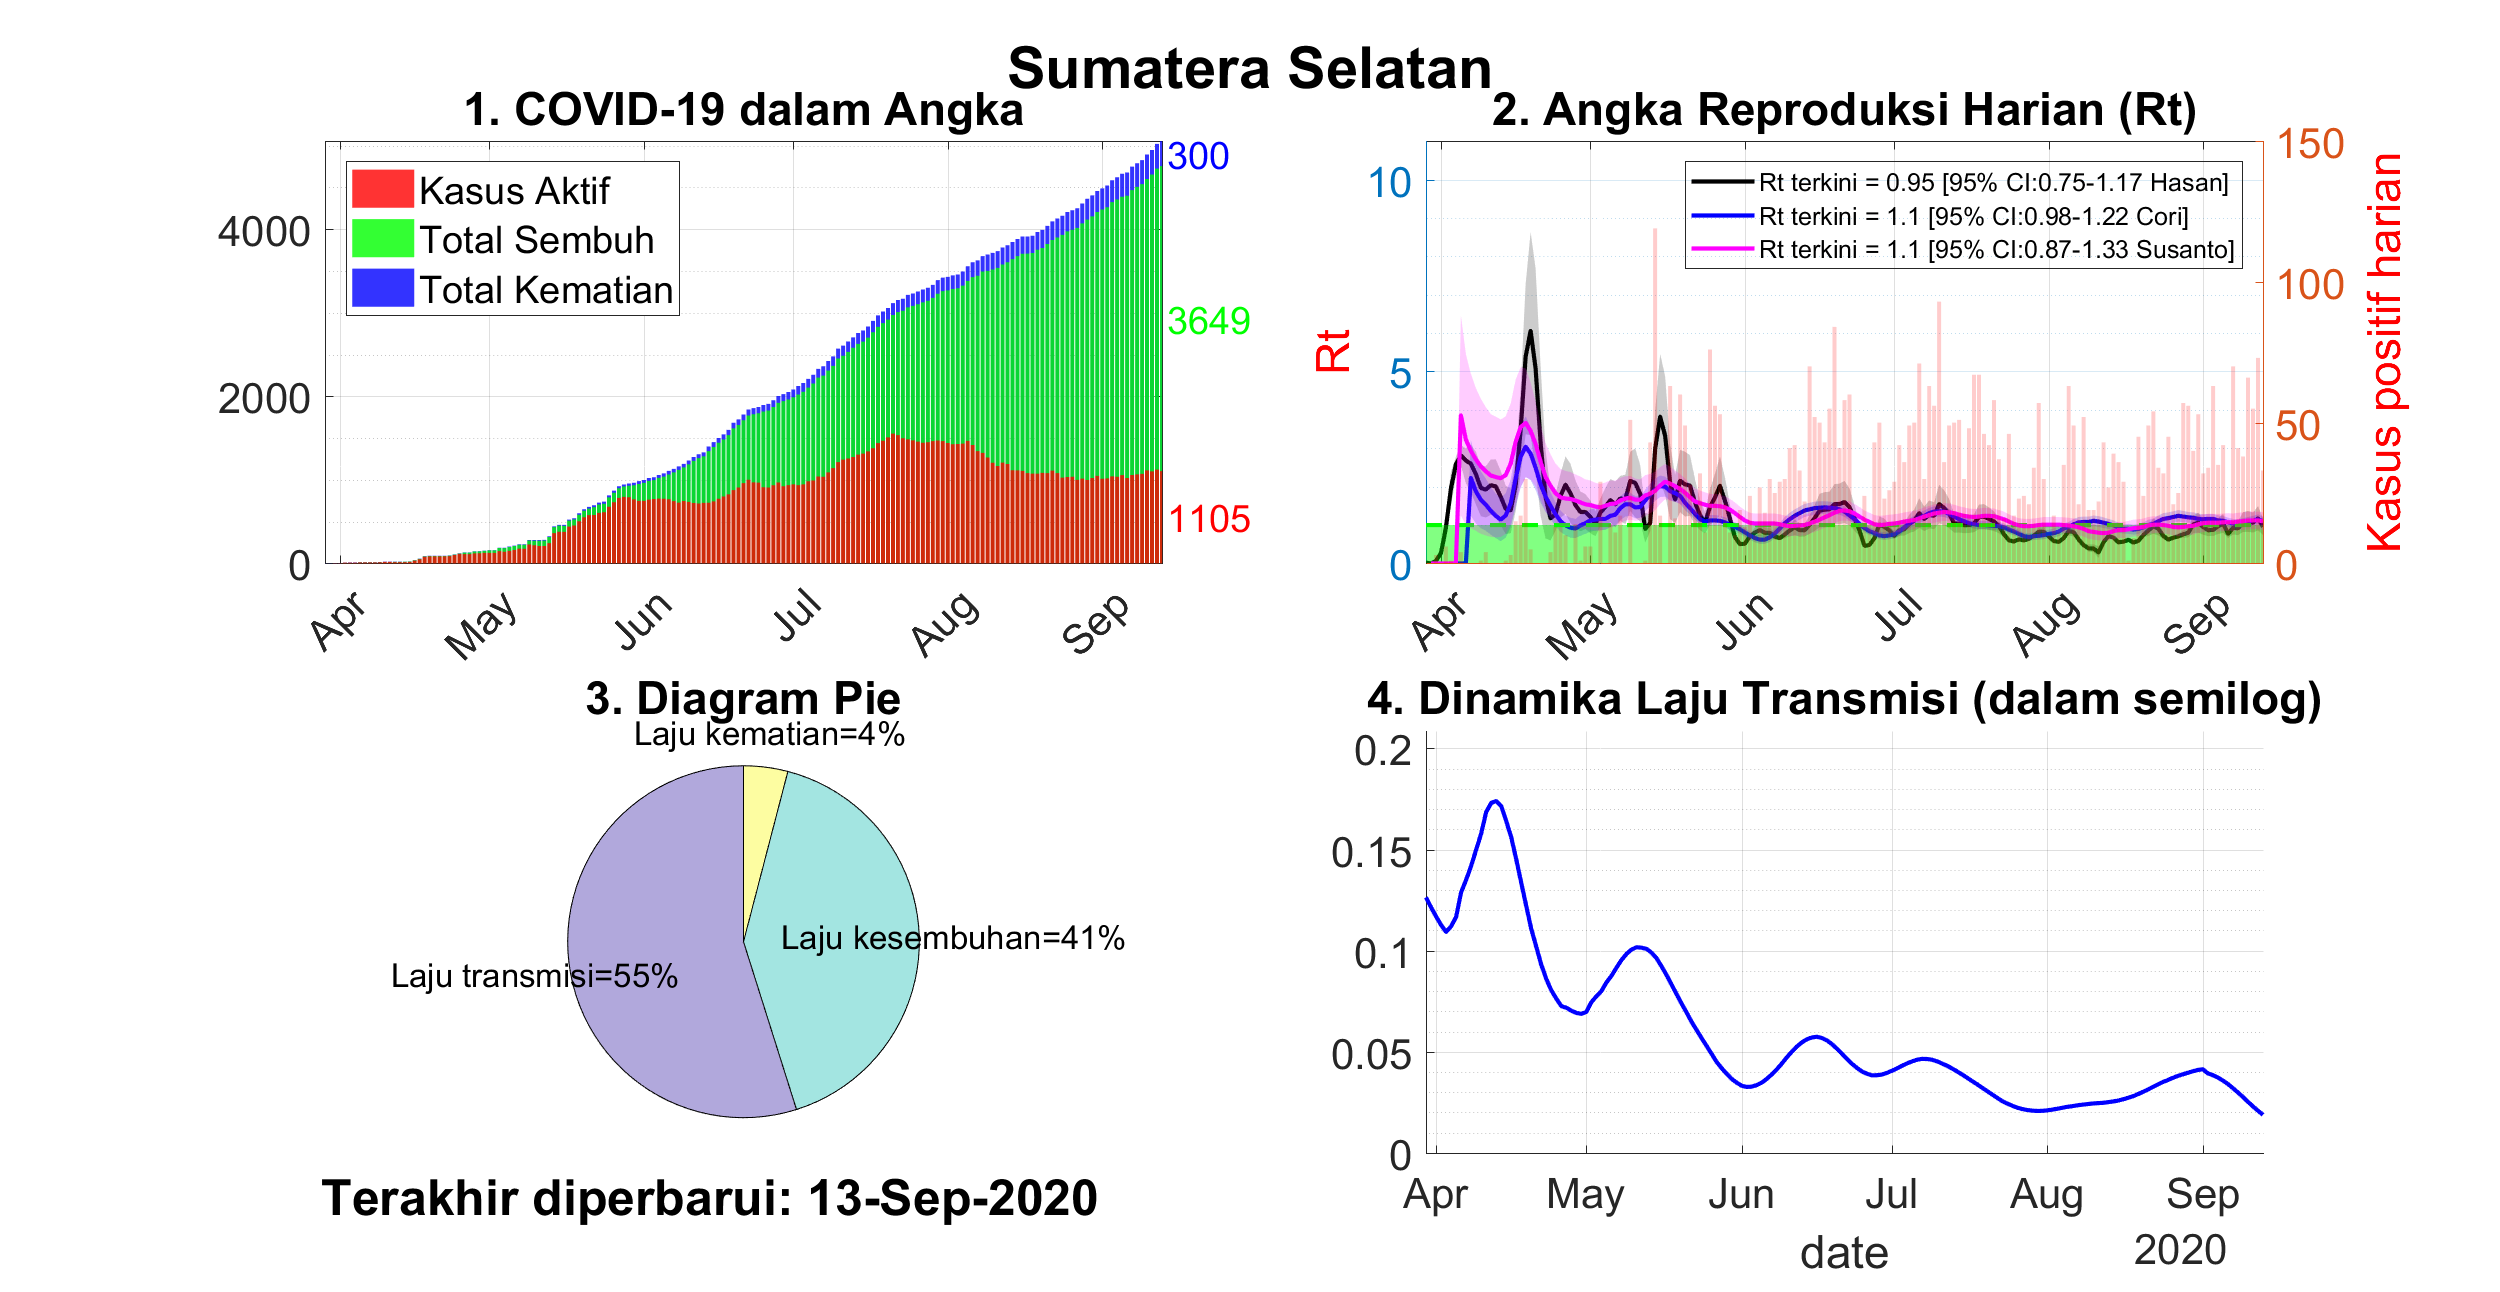 Sumatera Selatan
1. COVID-19 dalam Angka
300
3649
1105
Kasus Aktif
Total Sembuh
Total Kematian
4000
2000
0
Apr
May
Jun
Jul
Aug
Sep
2. Angka Reproduksi Harian (Rt)
Rt
10
5
0
Rt terkini = 0.95 [95% CI:0.75-1.17 Hasan]
Rt terkini = 1.1 [95% CI:0.98-1.22 Cori]
Rt terkini = 1.1 [95% CI:0.87-1.33 Susanto]
150
100
50
0
Kasus positif harian
Apr
May
Jun
Jul
Aug
Sep
3. Diagram Pie
Laju kematian=4%
Laju kesembuhan=41%
Laju transmisi=55%
4. Dinamika Laju Transmisi (dalam semilog)
0.2
0.15
0.1
0.05
0
Apr
May
Jun
Jul
Aug
Sep
date
2020
Terakhir diperbarui: 13-Sep-2020